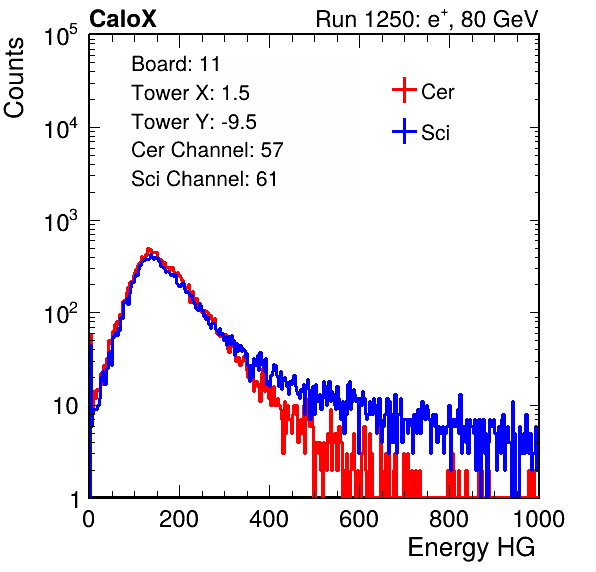 CaloX Run 1250: e⁺, 80 GeV
Counts
10⁵
10⁴
10³
10²
10
1
Board: 11
Tower X: 1.5
Tower Y: -9.5
Cer Channel: 57
Sci Channel: 61
Cer
Sci
0 200 400 600 800 1000
Energy HG